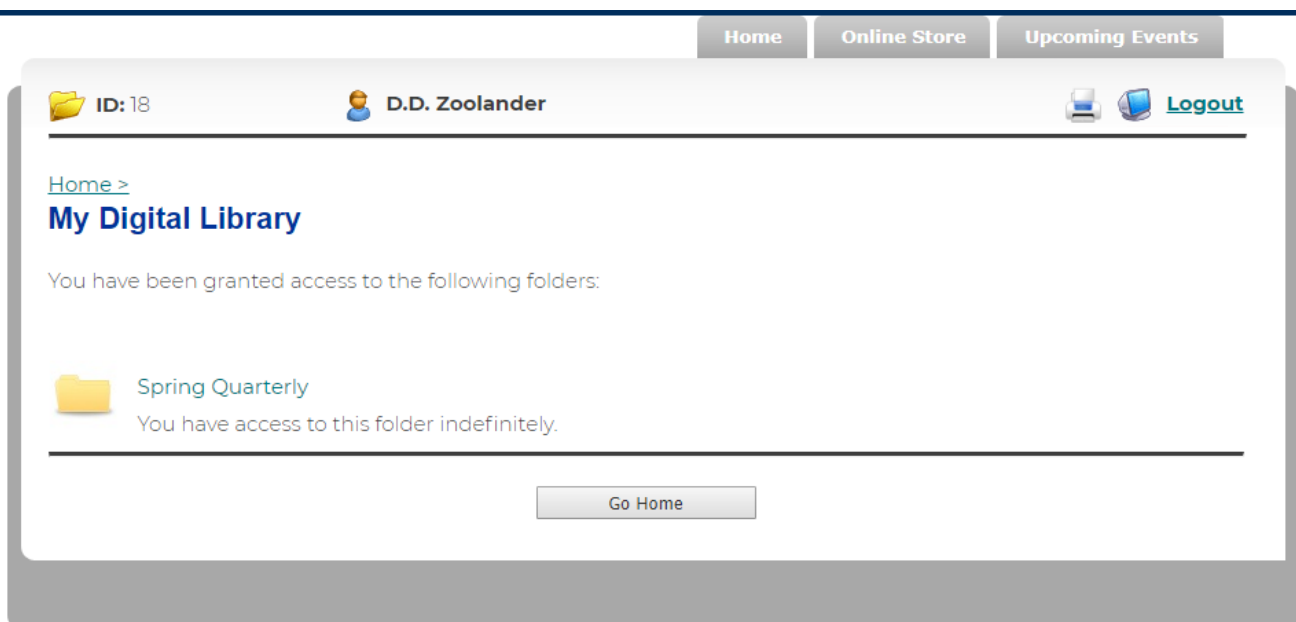 Home Online Store Upcoming Events
ID: 18 D.D. Zoolander Logout
Home >
My Digital Library
You have been granted access to the following folders:
Spring Quarterly
You have access to this folder indefinitely.
Go Home